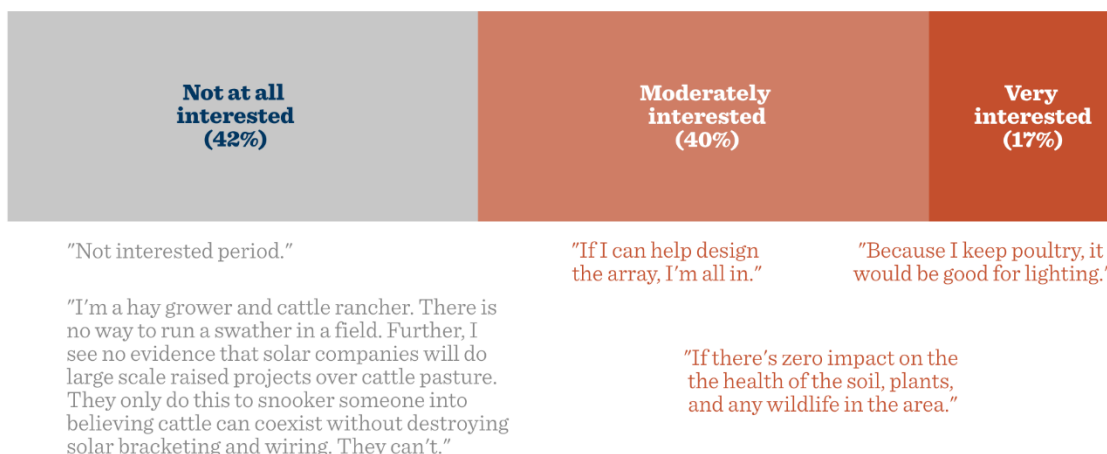 Not at all
interested
(42%)
Moderately
interested
(40%)
Very
interested
(17%)
"Not interested period."
"I'm a hay grower and cattle rancher. There is
no way to run a swather in a field. Further, I
see no evidence that solar companies will do
large scale raised projects over cattle pasture.
They only do this to snooker someone into
believing cattle can coexist without destroying
solar bracketing and wiring. They can't."
"If I can help design
the array, I'm all in."
"If there's zero impact on the
the health of the soil, plants,
and any wildlife in the area."
"Because I keep poultry, it
would be good for lighting."